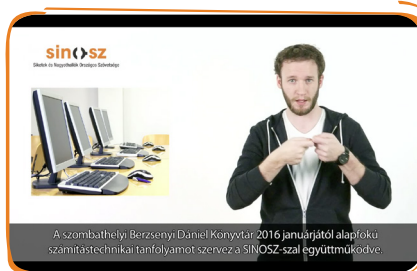 sinosz
Siketek és Nagyothallók Országos Szövetsége
A szombathelyi Berzsenyi Dániel Könyvtár 2016 januárjától alapfokú
számítástechnikai tanfolyamot szervez a SINOSZ-szal együttműködve.